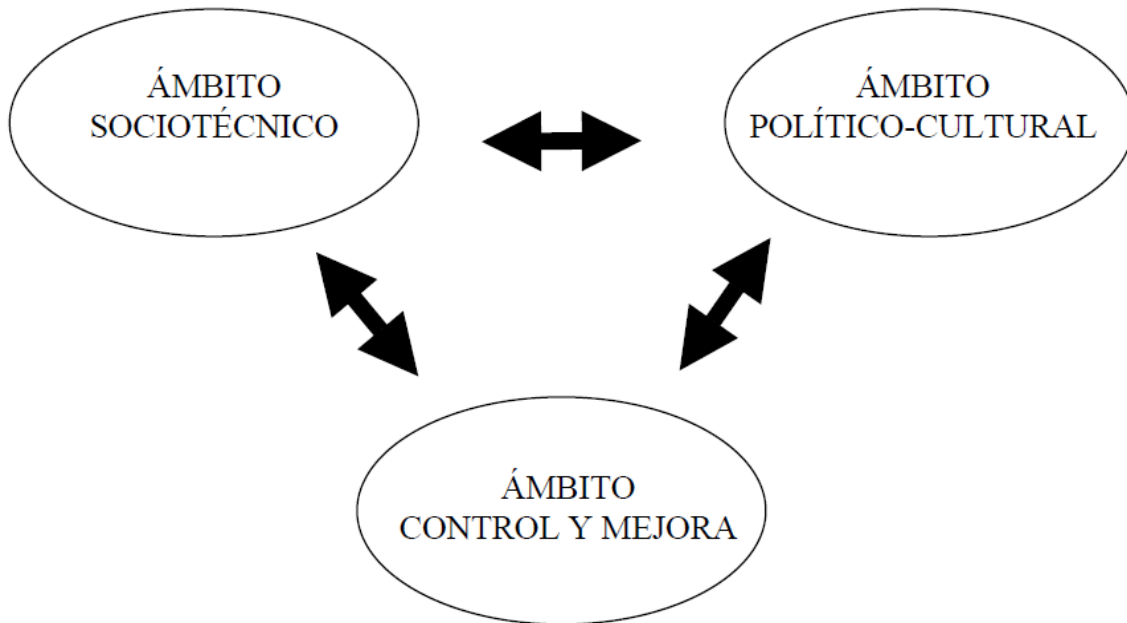 ÁMBITO
SOCIOTÉCNICO
ÁMBITO
POLÍTICO-CULTURAL
ÁMBITO
CONTROL Y MEJORA